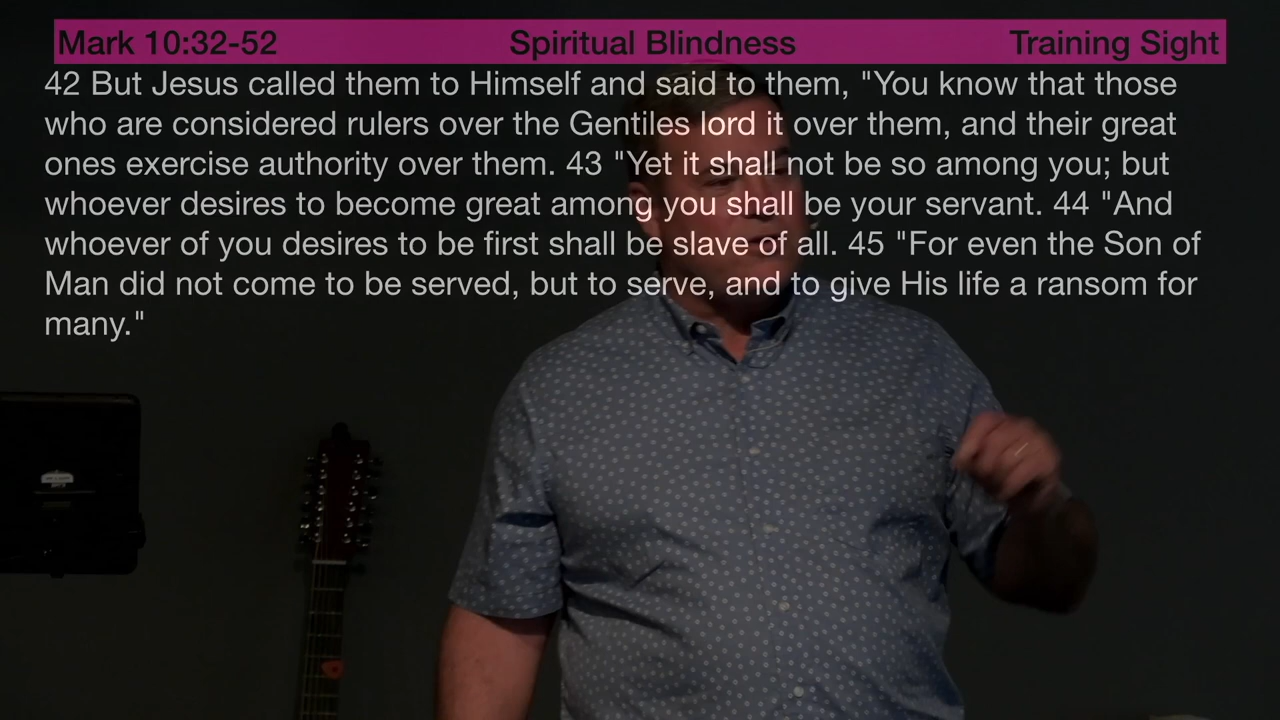 Mark 10:32-52 Spiritual Blindness Training Sight
42 But Jesus called them to Himself and said to them, "You know that those
who are considered rulers over the Gentiles lord it over them, and their great
ones exercise authority over them. 43 "Yet it shall not be so among you; but
whoever desires to become great among you shall be your servant. 44 "And
whoever of you desires to be first shall be slave of all. 45 "For even the Son of
Man did not come to be served, but to serve, and to give His life a ransom for
many."